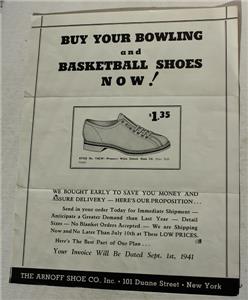 BUY YOUR BOWLING
and
BASKETBALL SHOES
NOW!
$1.35
WE BOUGHT EARLY TO SAVE YOU MONEY AND
ASSURE DELIVERY — HERE'S OUR PROPOSITION...
Send in your order Today for Immediate Shipment —
Anticipate a Greater Demand than Last Year — Detail
Sizes — No Blanket Orders Accepted — We are Shipping
Now and No Later Than July 10th at These LOW PRICES.
Here's The Best Part of Our Plan...
Your Invoice Will Be Dated Sept. 1st, 1941
THE ARNOFF SHOE CO. Inc. · 101 Duane Street · New York